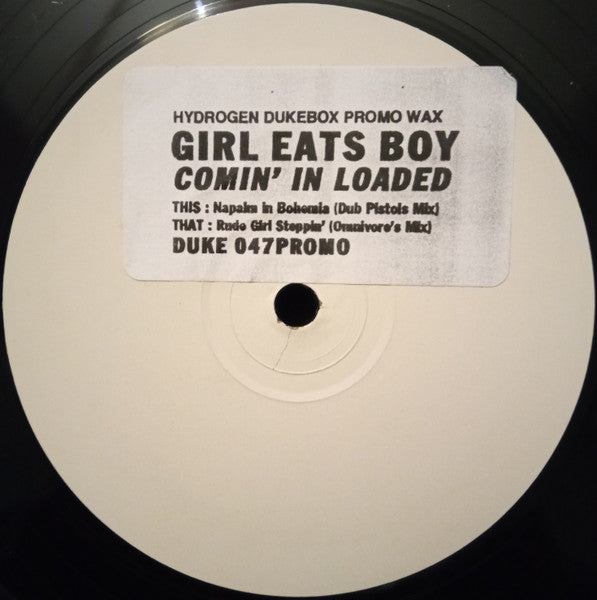 HYDROGEN DUKEBOX PROMO WAX
GIRL EATS BOY
COMIN' IN LOADED
THIS : Napalm in Bohemia (Dub Pistols Mix)
THAT : Rude Girl Steppin' (Omnivore's Mix)
DUKE 047PROMO